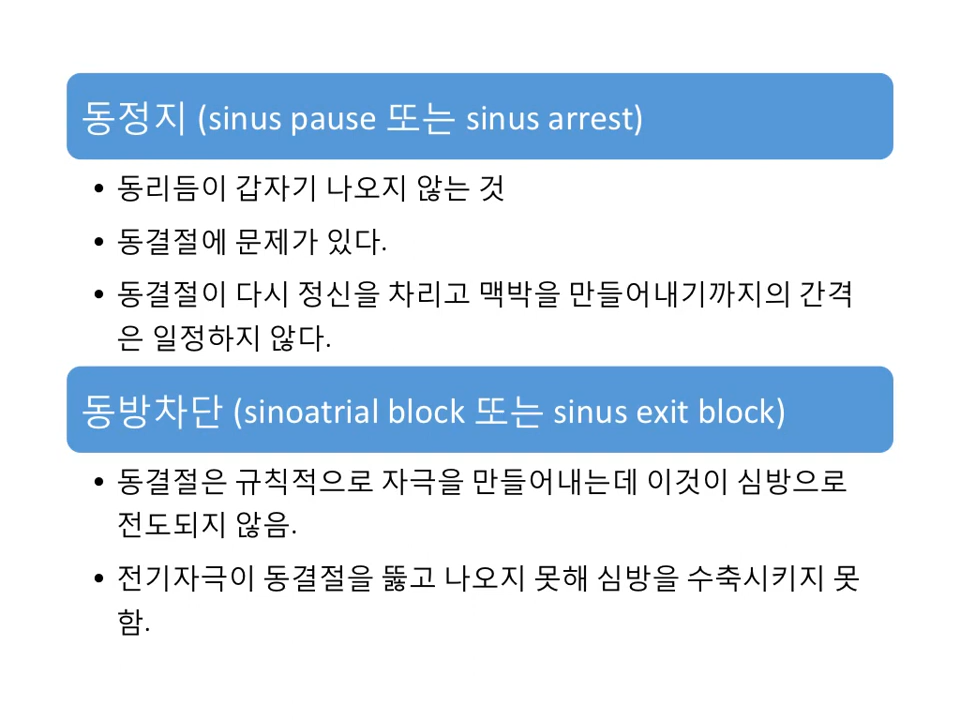 동정지 (sinus pause 또는 sinus arrest)
• 동리듬이 갑자기 나오지 않는 것
• 동결절에 문제가 있다.
• 동결절이 다시 정신을 차리고 맥박을 만들어내기까지의 간격
은 일정하지 않다.
동방차단 (sinoatrial block 또는 sinus exit block)
• 동결절은 규칙적으로 자극을 만들어내는데 이것이 심방으로
전도되지 않음.
• 전기자극이 동결절을 뚫고 나오지 못해 심방을 수축시키지 못
함.